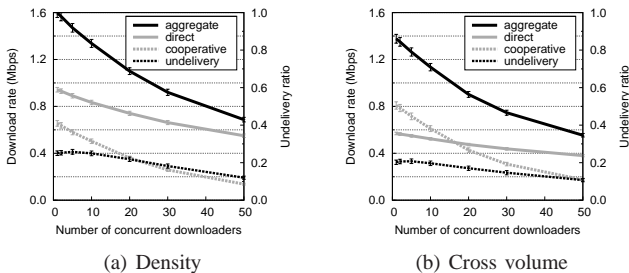 1.6
1.2
0.8
0.4
0.0
Download rate (Mbps)
aggregate
direct
cooperative
undelivery
1.0
0.8
0.6
0.4
0.2
0.0
Undelivery ratio
0 10 20 30 40 50
Number of concurrent downloaders
(a) Density
1.6
1.2
0.8
0.4
0.0
Download rate (Mbps)
aggregate
direct
cooperative
undelivery
1.0
0.8
0.6
0.4
0.2
0.0
Undelivery ratio
0 10 20 30 40 50
Number of concurrent downloaders
(b) Cross volume